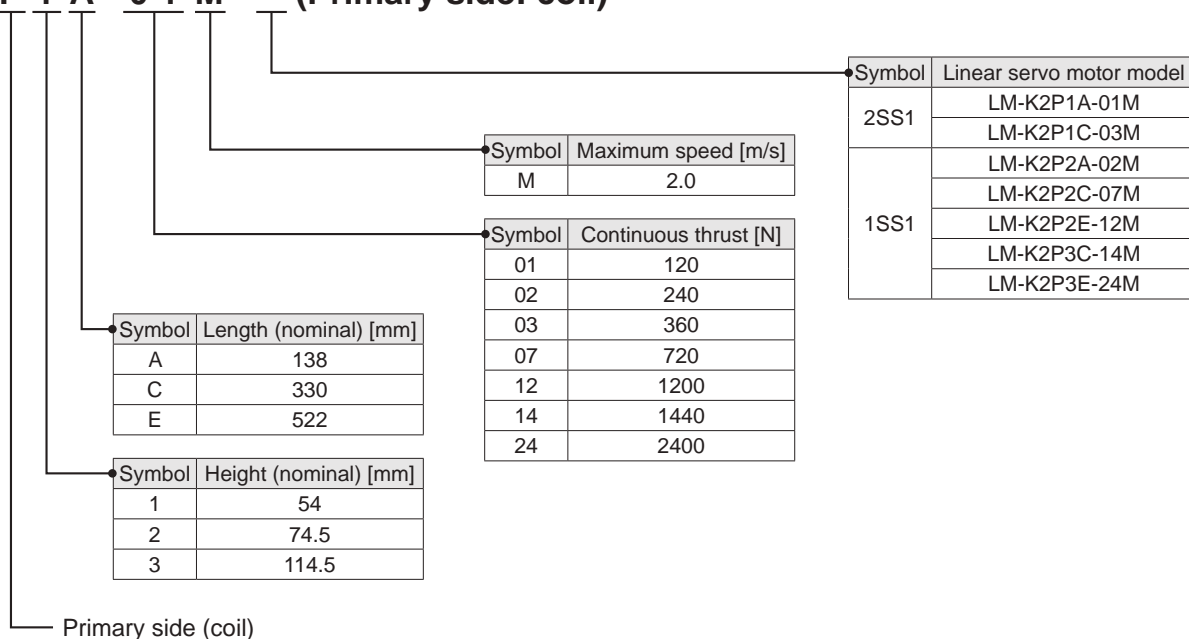 (Primary side: coil)
Symbol Linear servo motor model
2SS1 LM-K2P1A-01M
LM-K2P1C-03M
1SS1 LM-K2P2A-02M
LM-K2P2C-07M
LM-K2P2E-12M
LM-K2P3C-14M
LM-K2P3E-24M
Symbol Maximum speed [m/s]
M 2.0
Symbol Continuous thrust [N]
01 120
02 240
03 360
07 720
12 1200
14 1440
24 2400
Symbol Length (nominal) [mm]
A 138
C 330
E 522
Symbol Height (nominal) [mm]
1 54
2 74.5
3 114.5
Primary side (coil)